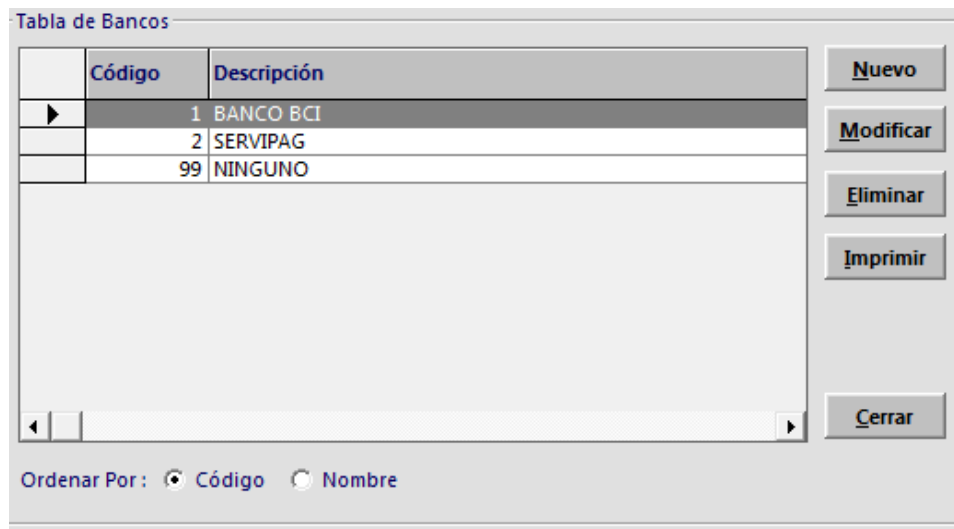 Tabla de Bancos
Código Descripción
1 BANCO BCI
2 SERVIPAG
99 NINGUNO
Nuevo
Modificar
Eliminar
Imprimir
Cerrar
Ordenar Por : Código Nombre